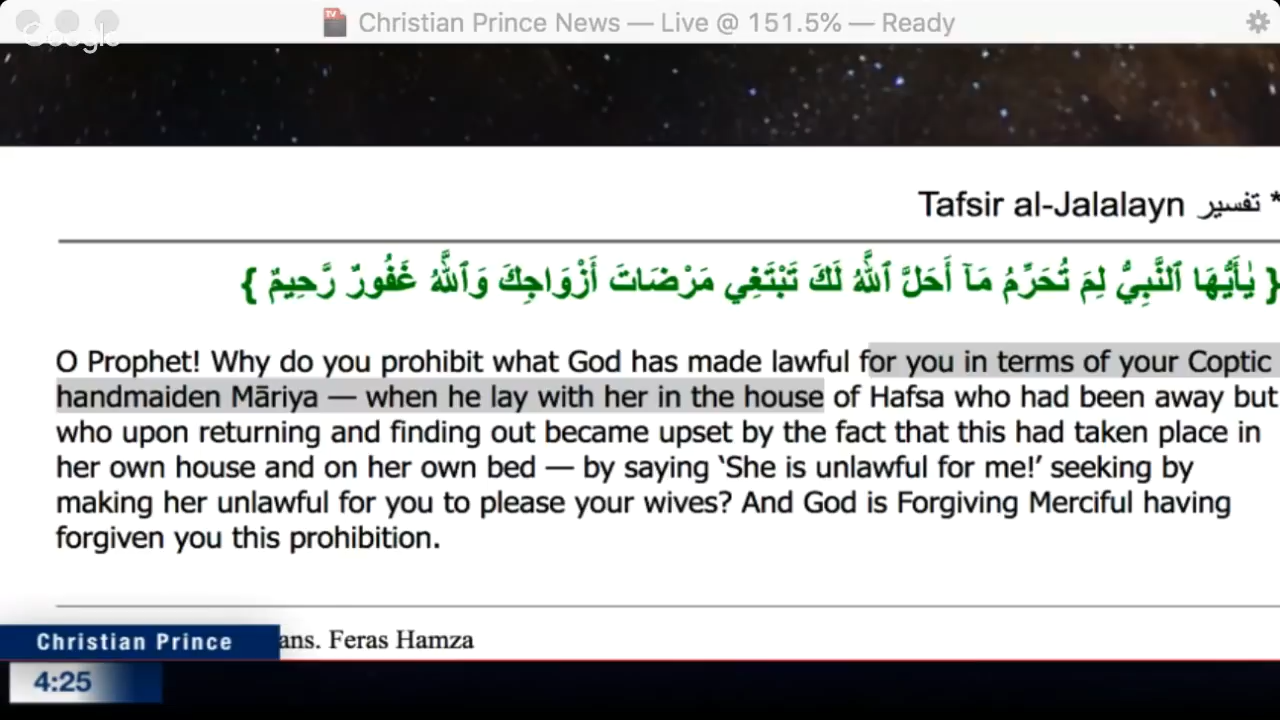 Christian Prince News — Live @ 151.5% — Ready
Google
Tafsir al-Jalalayn تفسير *
{ يٰأَيُّهَا ٱلنَّبِيُّ لِمَ تُحَرِّمُ مَآ أَحَلَّ ٱللَّهُ لَكَ تَبْتَغِي مَرْضَاتَ أَزْوَاجِكَ وَٱللَّهُ غَفُورٌ رَّحِيمٌ }
O Prophet! Why do you prohibit what God has made lawful for you in terms of your Coptic
handmaiden Māriya — when he lay with her in the house of Hafsa who had been away but
who upon returning and finding out became upset by the fact that this had taken place in
her own house and on her own bed — by saying ‘She is unlawful for me!’ seeking by
making her unlawful for you to please your wives? And God is Forgiving Merciful having
forgiven you this prohibition.
Christian Prince
ans. Feras Hamza
4:25